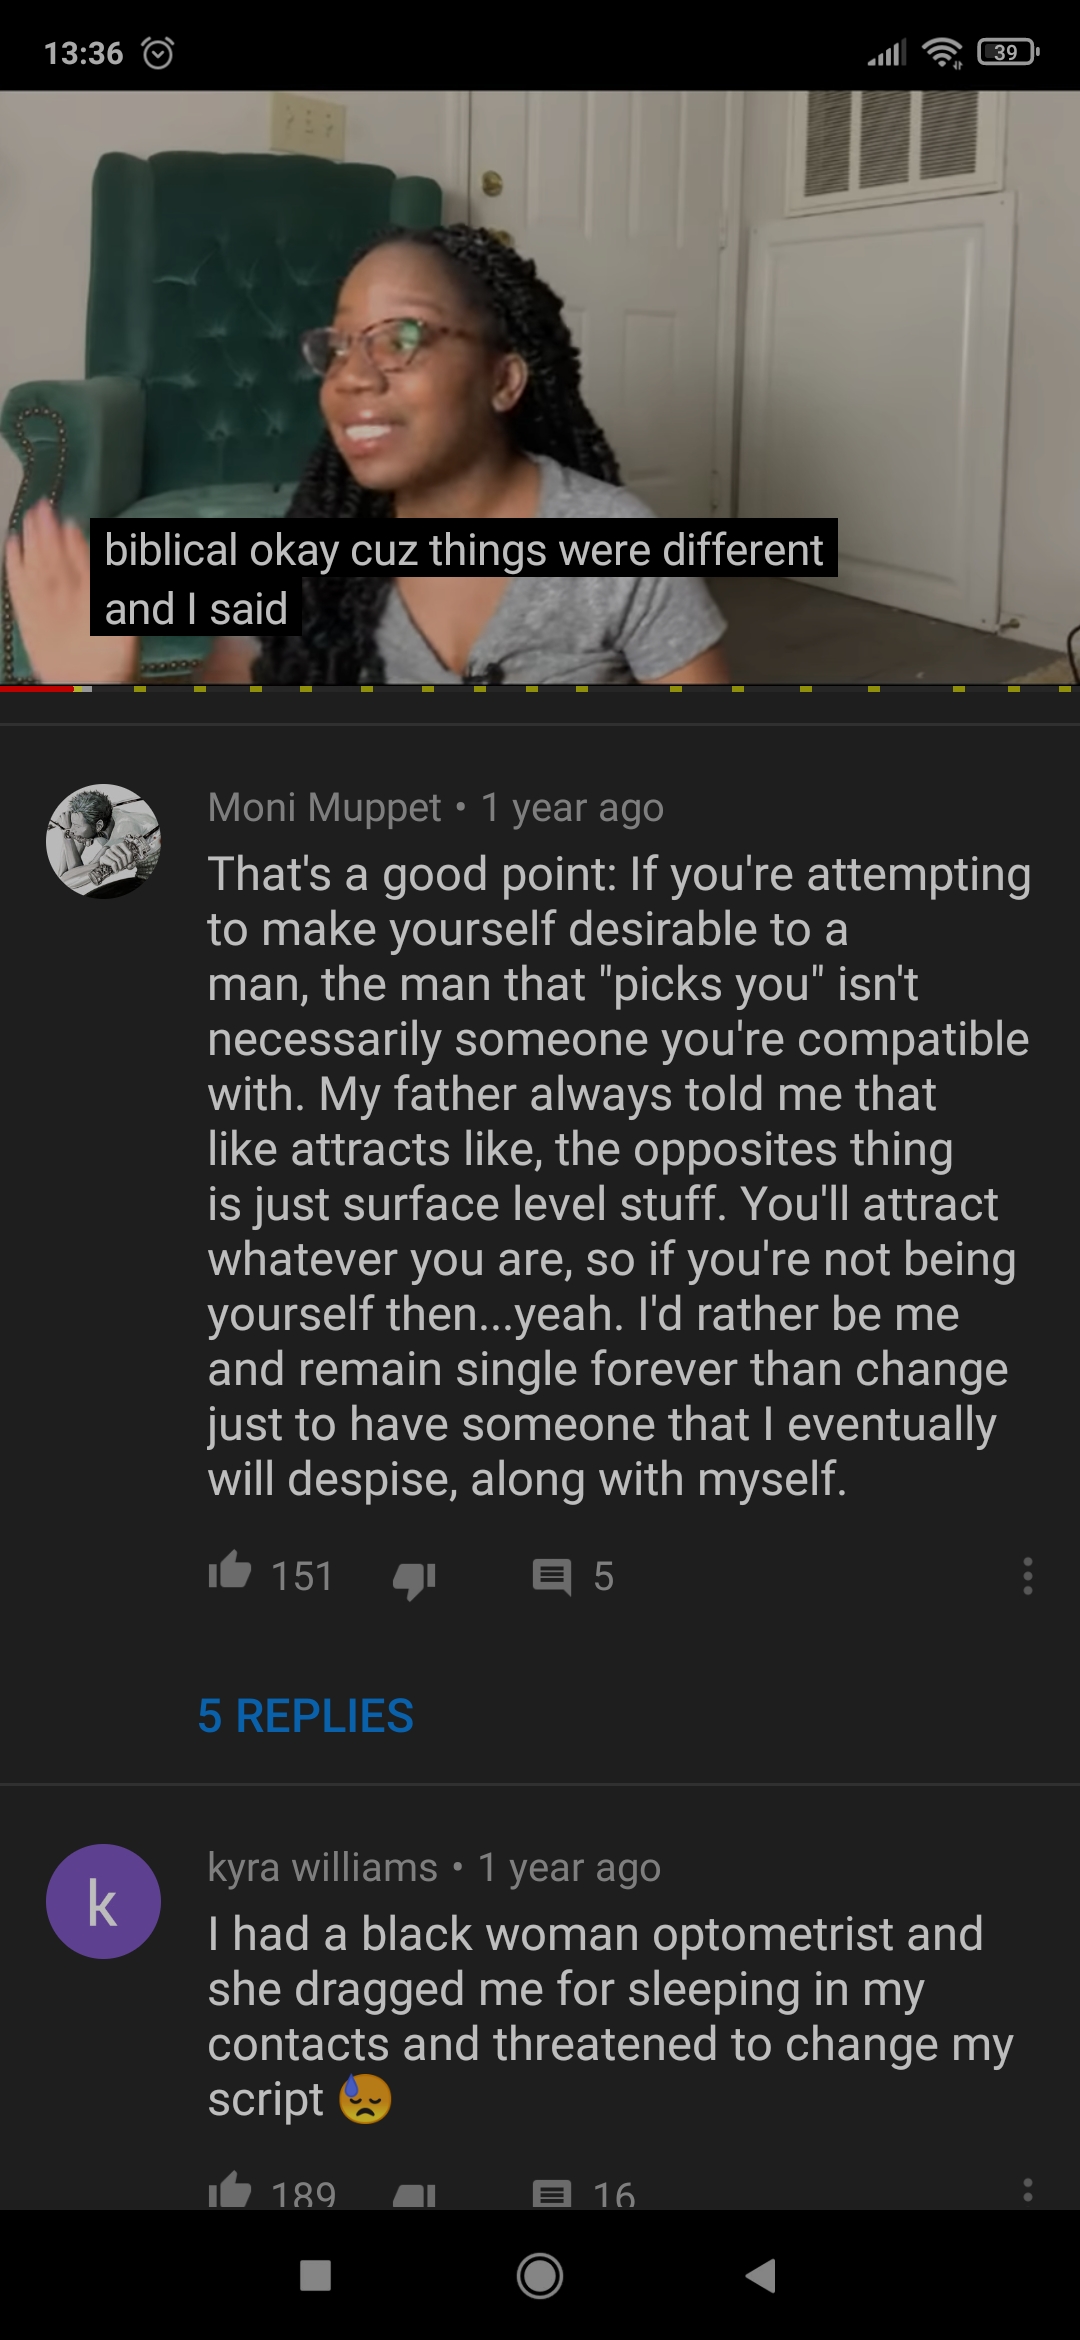 13:36
39
biblical okay cuz things were different
and I said
Moni Muppet • 1 year ago
That's a good point: If you're attempting
to make yourself desirable to a
man, the man that "picks you" isn't
necessarily someone you're compatible
with. My father always told me that
like attracts like, the opposites thing
is just surface level stuff. You'll attract
whatever you are, so if you're not being
yourself then...yeah. I'd rather be me
and remain single forever than change
just to have someone that I eventually
will despise, along with myself.
151 5
5 REPLIES
k
kyra williams • 1 year ago
I had a black woman optometrist and
she dragged me for sleeping in my
contacts and threatened to change my
script 😓
189 16